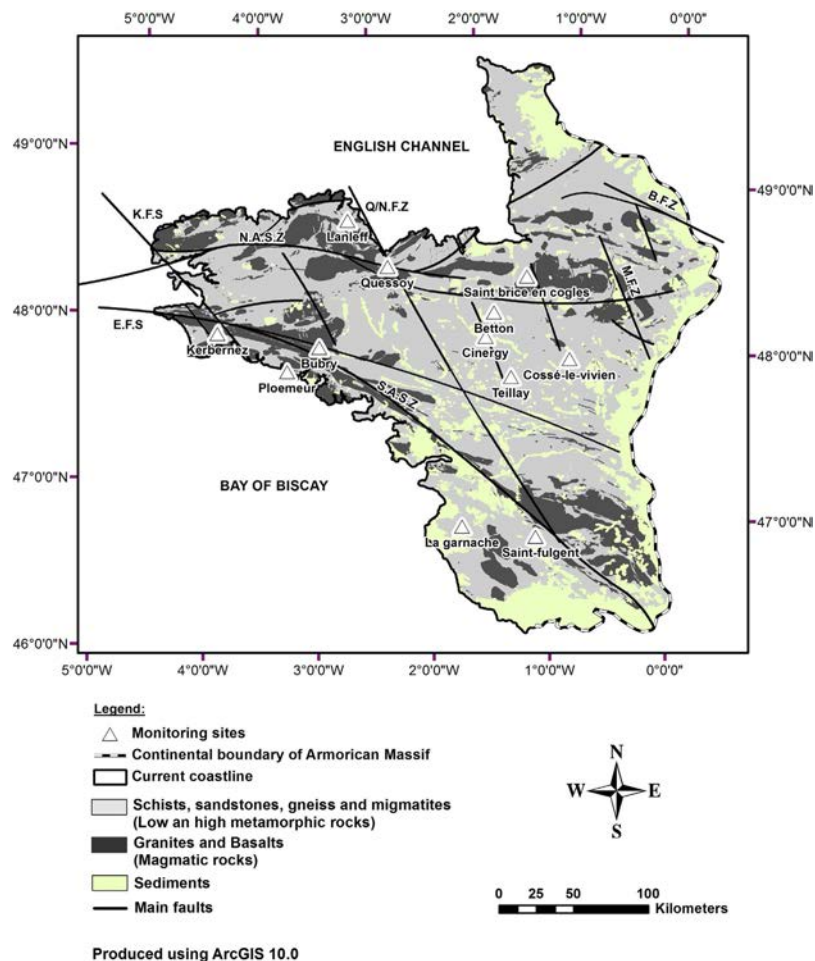 5°0'0"W 4°0'0"W 3°0'0"W 2°0'0"W 1°0'0"W 0°0'0"
49°0'0"N
ENGLISH CHANNEL
49°0'0"N
K.F.S
Q/N.F.Z
B.F.Z
Lanleff
N.A.S.Z
M.F.Z
Quessoy
Saint brice en cogles
48°0'0"N
Betton
E.F.S
Cinergy
48°0'0"N
Kerbernez
Bubry
Cossé-le-vivien
Ploemeur
Teillay
S.A.S.Z
47°0'0"N
BAY OF BISCAY
47°0'0"N
La garnache
Saint-fulgent
46°0'0"N
5°0'0"W 4°0'0"W 3°0'0"W 2°0'0"W 1°0'0"W 0°0'0"
Legend:
Monitoring sites
Continental boundary of Armorican Massif
Current coastline
Schists, sandstones, gneiss and migmatites
(Low an high metamorphic rocks)
Granites and Basalts
(Magmatic rocks)
Sediments
Main faults
N
W E
S
0 25 50 100
Kilometers
Produced using ArcGIS 10.0